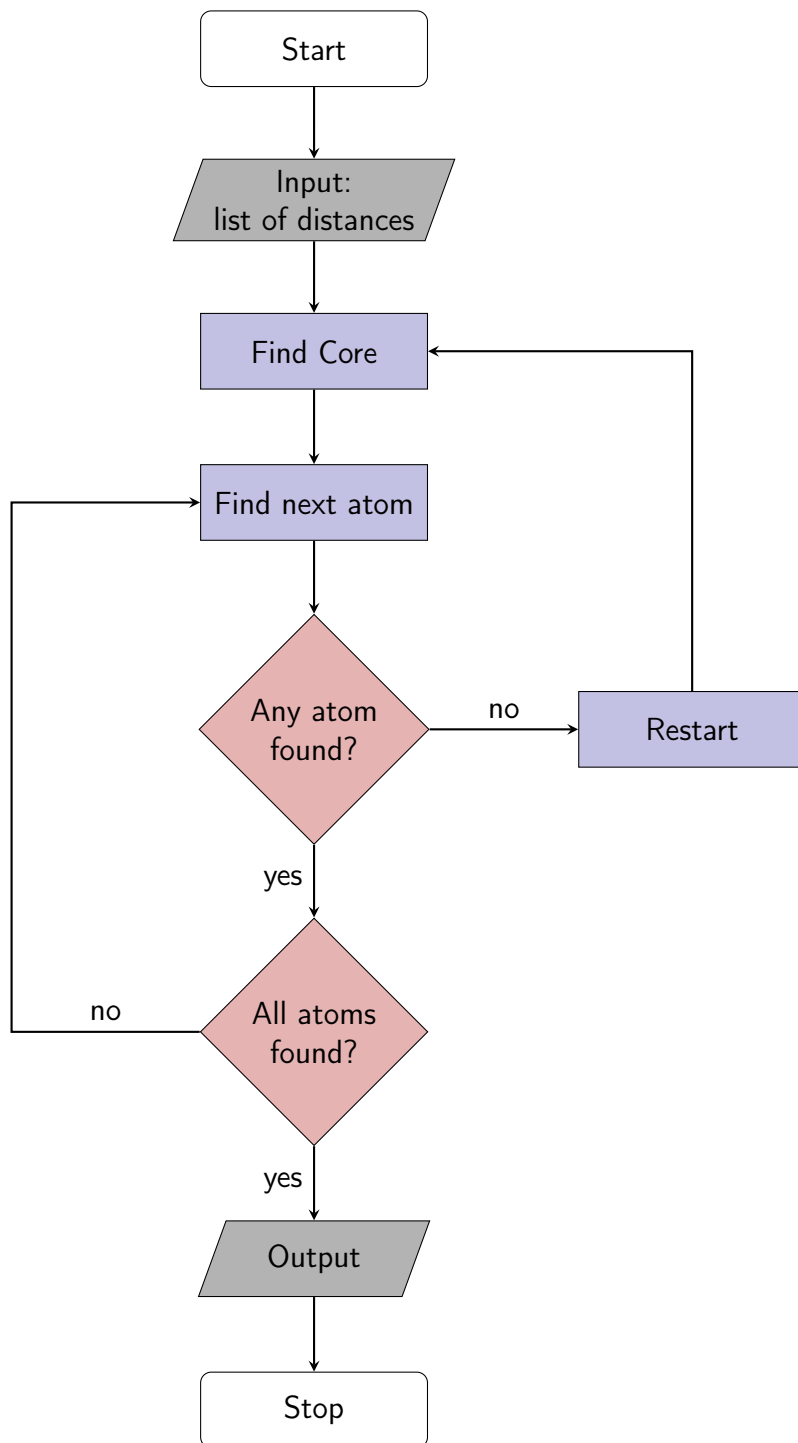 Start
Input:
list of distances
Find Core
Find next atom
Any atom
found?
no
Restart
yes
no
All atoms
found?
yes
Output
Stop